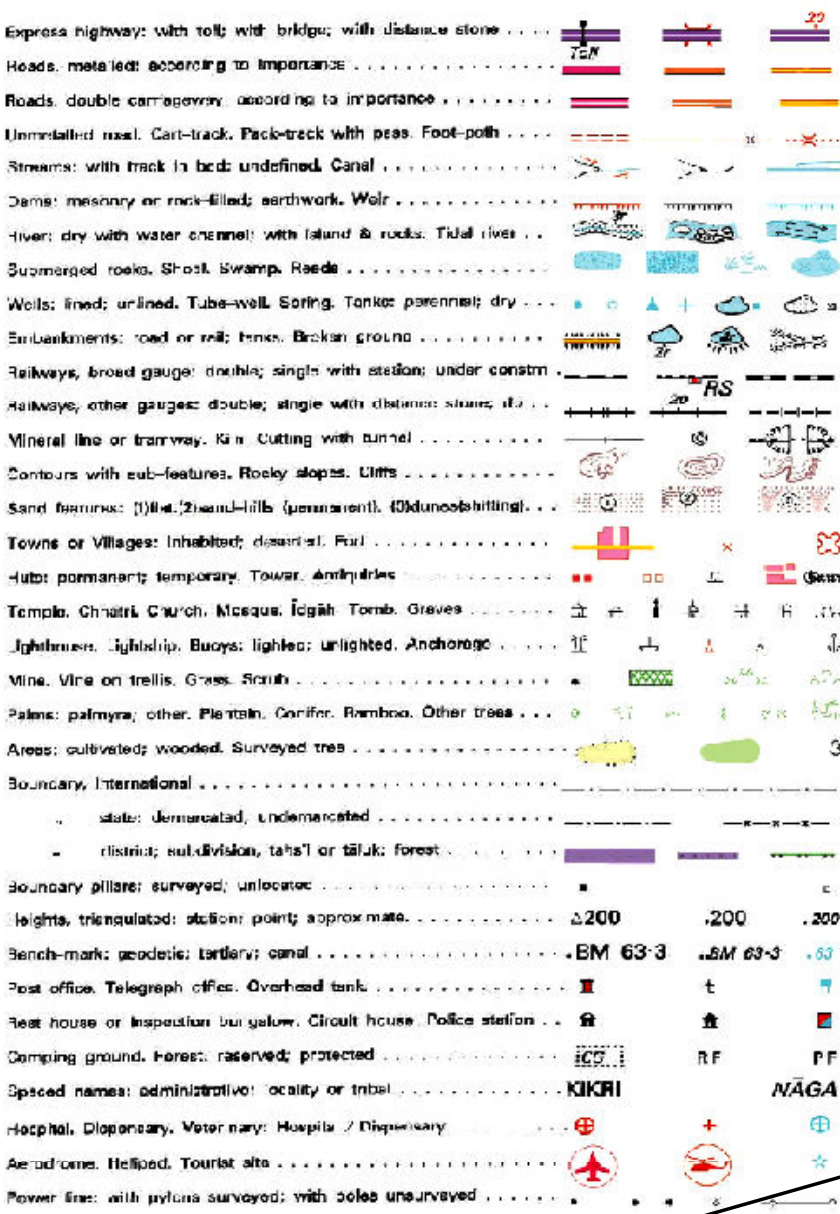 Express highway: with toll; with bridge; with distance stone ..... Toll .20
Roads, metalled: according to importance ..............
Roads, double carriageway: according to importance .........
Unmetalled road. Cart-track. Pack-track with pass. Foot-path ....
Streams: with track in bed; undefined. Canal ..............
Dams: masonry or rock-filled; earthwork. Weir ............
River: dry with water channel; with island & rocks. Tidal river ..
Submerged rocks. Shoal. Swamp. Reeds ................
Wells: lined; unlined. Tube-well. Spring. Tanks: perennial; dry ...
Embankments: road or rail; tanks. Broken ground ..........
Railways, broad gauge: double; single with station; under constrn . RS
Railways, other gauges: double; single with distance stone; do .. 20
Mineral line or tramway. Kiln. Cutting with tunnel ..........
Contours with sub-features. Rocky slopes. Cliffs ...........
Sand features: (1)flat.(2)sand-hills (permanent). (3)dunes(shifting)...
Towns or Villages: inhabited; deserted. Fort ..............
Huts: permanent; temporary. Tower. Antiquities
Temple. Chhatri. Church. Mosque. Īdgāh. Tomb. Graves .......
Lighthouse. Lightship. Buoys: lighted; unlighted. Anchorage .....
Mine. Vine on trellis. Grass. Scrub ....................
Palms: palmyra; other. Plantain. Conifer. Bamboo. Other trees ...
Areas: cultivated; wooded. Surveyed tree ................
Boundary, international ..........................
„ state: demarcated; undemarcated ..............
„ district; subdivision, tahsīl or tāluk; forest ..........
Boundary pillars: surveyed; unlocated ..................
Heights, triangulated: station; point; approximate........... △200 .200 .200
Bench-mark: geodetic; tertiary; canal .................. .BM 63·3 .BM 63·3 .63
Post office. Telegraph office. Overhead tank ..............
Rest house or Inspection bungalow. Circuit house. Police station ..
Camping ground. Forest: reserved; protected ............ CG RF PF
Spaced names: administrative; locality or tribal ............ KIKRI NĀGA
Hospital. Dispensary. Veterinary: Hospital / Dispensary .......
Aerodrome. Helipad. Tourist site .....................
Power line: with pylons surveyed; with poles unsurveyed ......